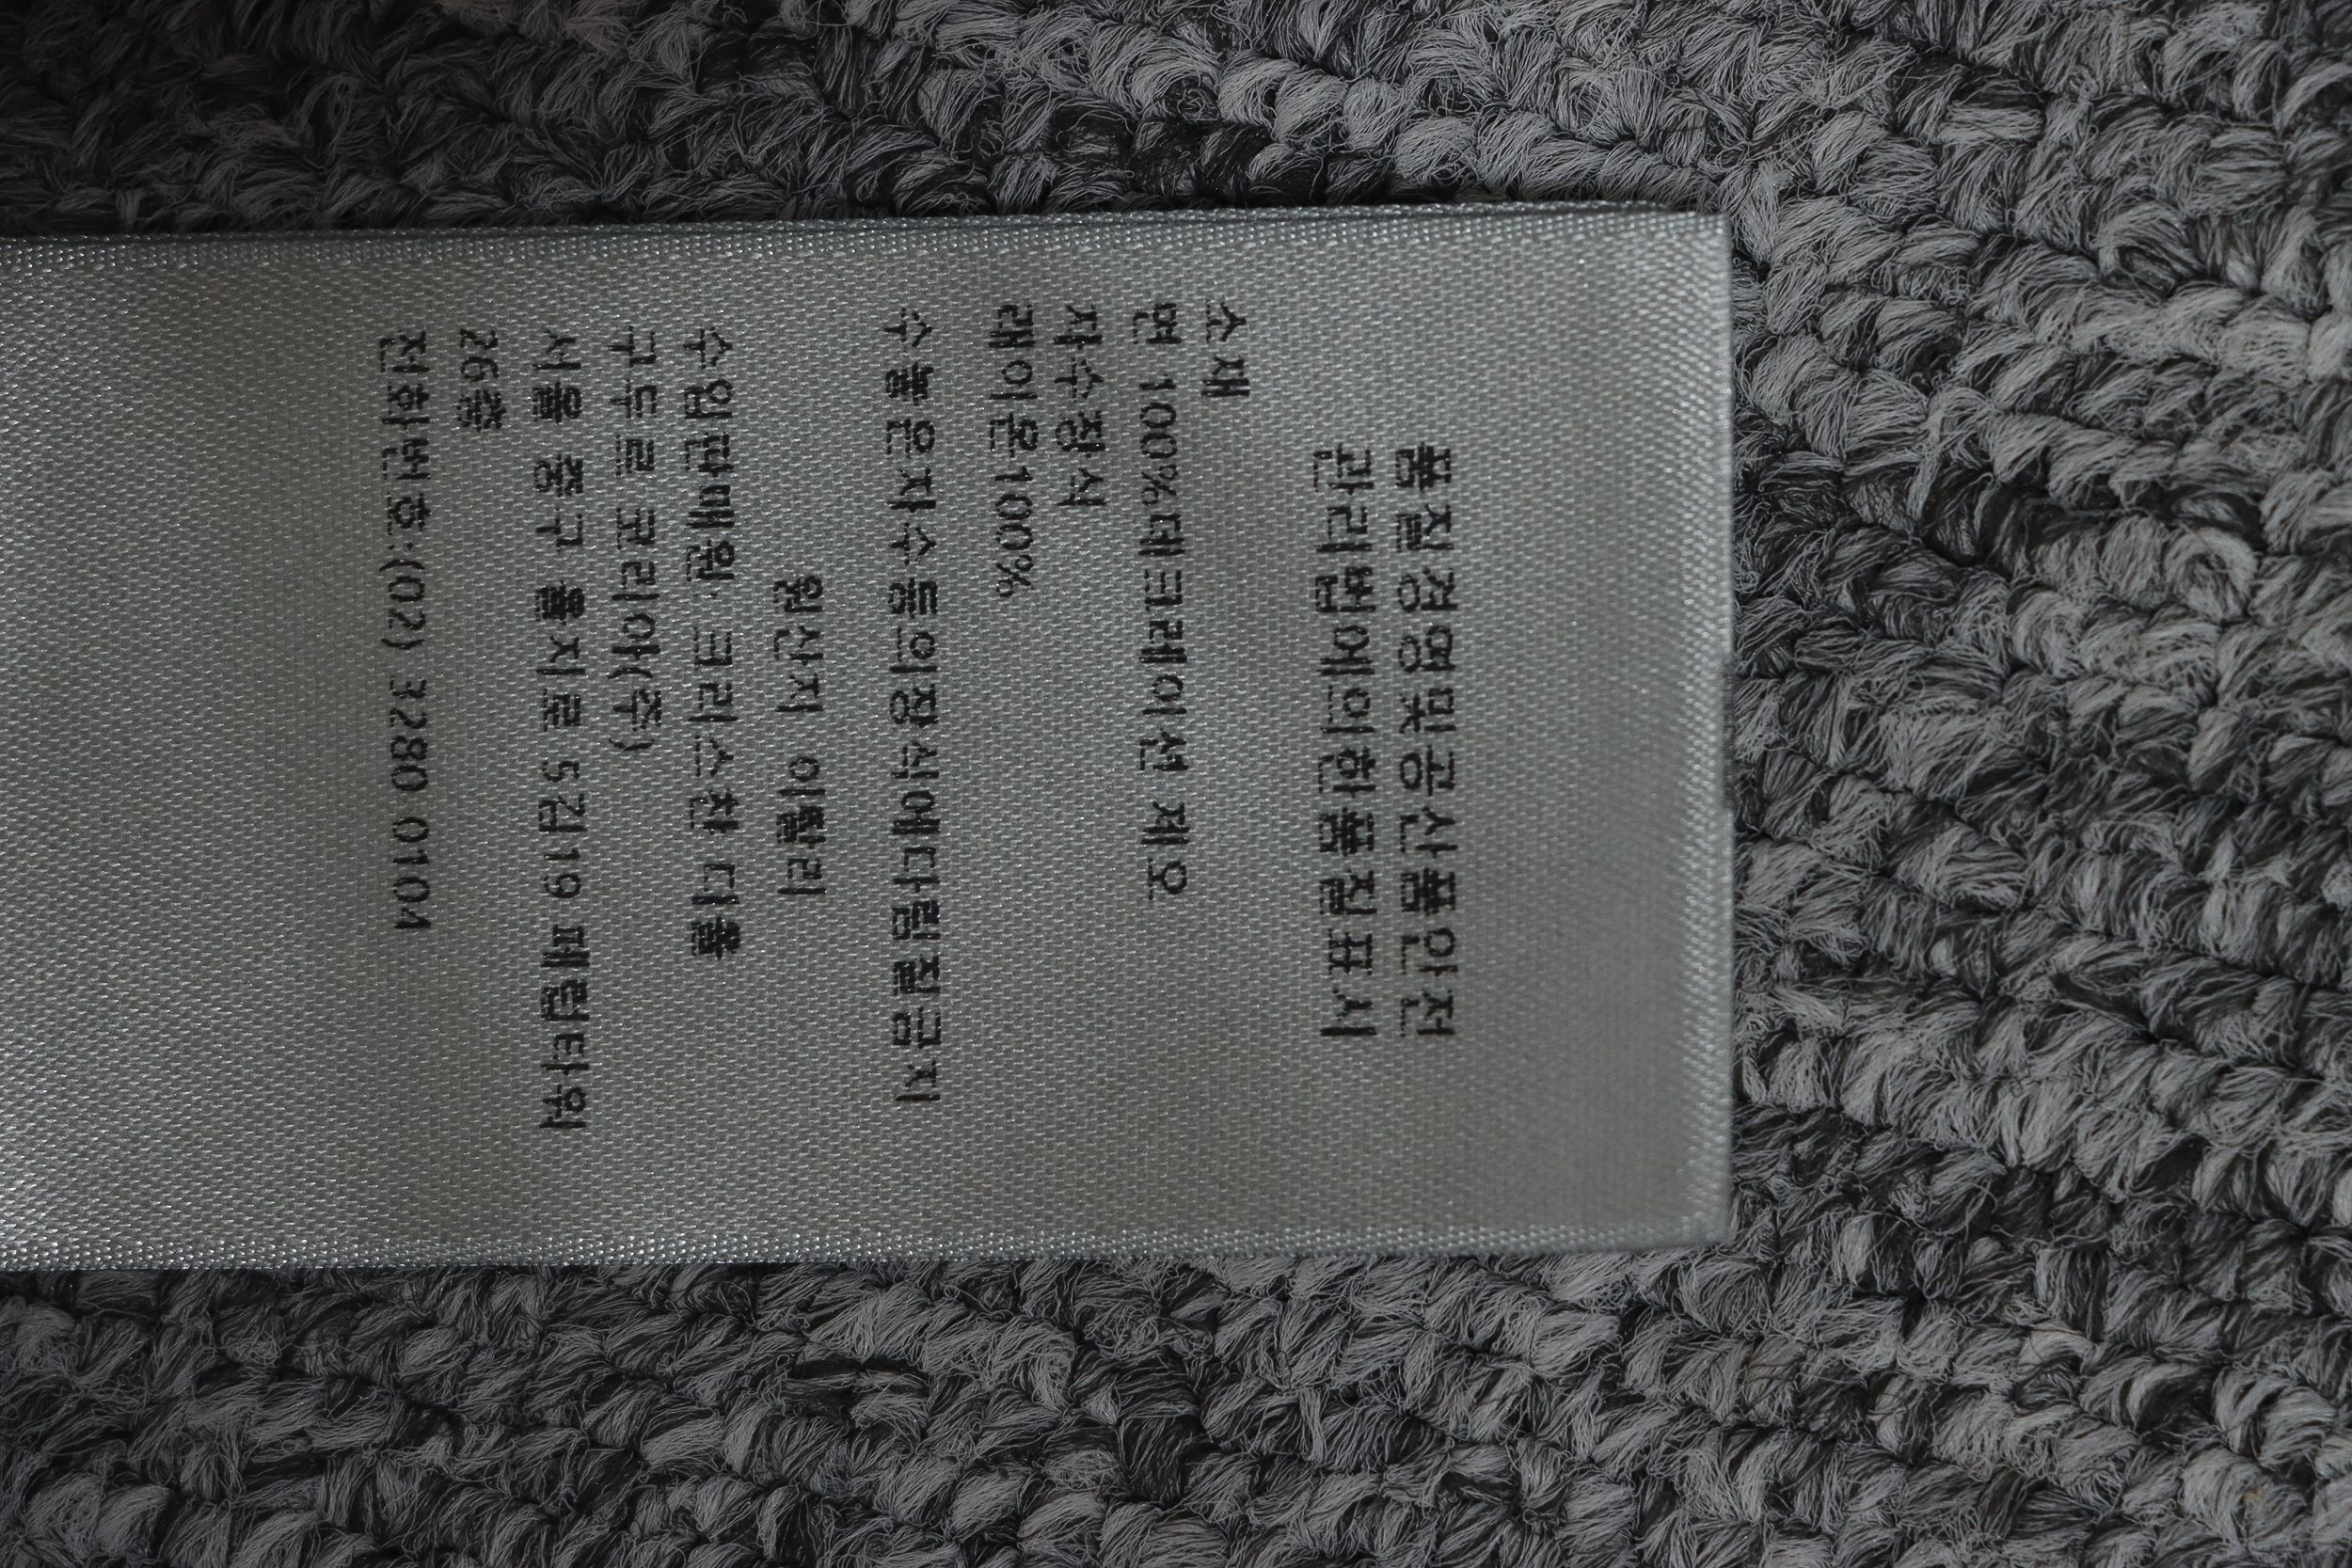 품질경영및공산품안전
관리법에의한품질표시
소재
면 100%데크레이션 제오
자수장식
래이온100%
수놓은자수등의장식에다림질금지
원산지 이탈리
수입판매원: 크리스찬 디올
구두르 코리아(주)
서울 중구 을지로 5길19 페럼타워
26층
전화번호:(02) 3280 0104